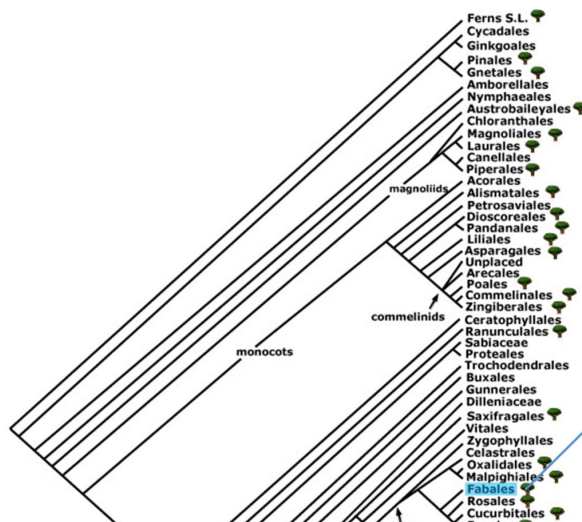 Ferns S.L.
Cycadales
Ginkgoales
Pinales
Gnetales
Amborellales
Nymphaeales
Austrobaileyales
Chloranthales
Magnoliales
Laurales
Canellales
Piperales
magnoliids
Acorales
Alismatales
Petrosaviales
Dioscoreales
Pandanales
Liliales
Asparagales
Unplaced
Arecales
Poales
Commelinales
Zingiberales
commelinids
Ceratophyllales
Ranunculales
Sabiaceae
monocots
Proteales
Trochodendrales
Buxales
Gunnerales
Dilleniaceae
Saxifragales
Vitales
Zygophyllales
Celastrales
Oxalidales
Malpighiales
Fabales
Rosales
Cucurbitales